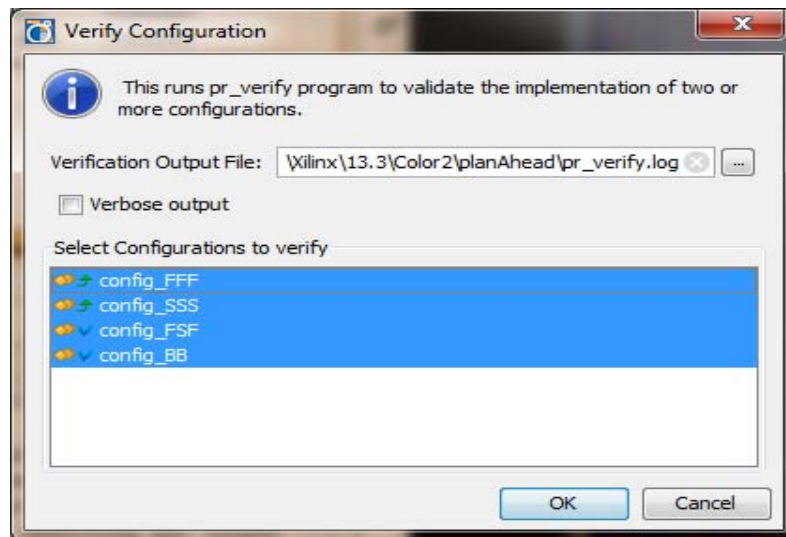 Verify Configuration
This runs pr_verify program to validate the implementation of two or
more configurations.
Verification Output File: \Xilinx\13.3\Color2\planAhead\pr_verify.log ...
Verbose output
Select Configurations to verify
config_FFF
config_SSS
config_FSF
config_BB
OK Cancel